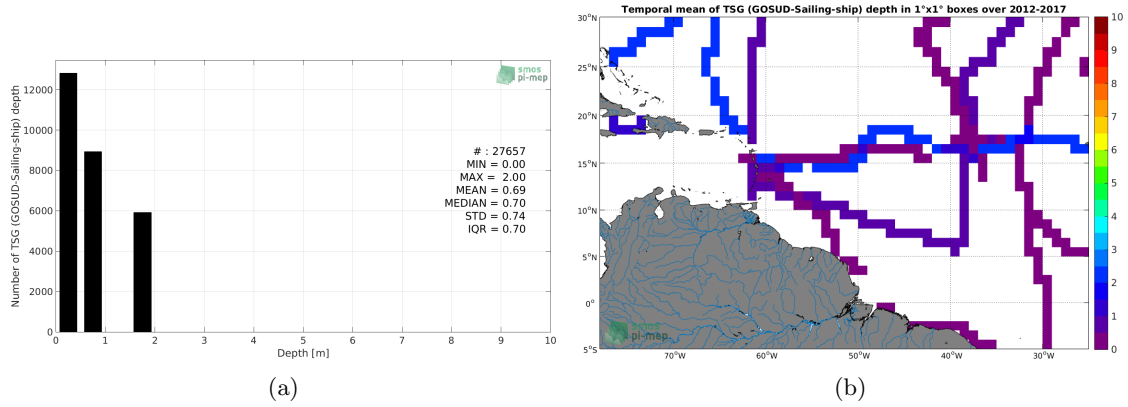 Temporal mean of TSG (GOSUD-Sailing-ship) depth in 1°x1° boxes over 2012-2017
smos
pi-mep
Number of TSG (GOSUD-Sailing-ship) depth
12000
10000
8000
6000
4000
2000
0
# : 27657
MIN = 0.00
MAX = 2.00
MEAN = 0.69
MEDIAN = 0.70
STD = 0.74
IQR = 0.70
0 1 2 3 4 5 6 7 8 9 10
Depth [m]
(a)
30°N
25°N
20°N
15°N
10°N
5°N
0°
5°S
70°W 60°W 50°W 40°W 30°W
smos
pi-mep
10
9
8
7
6
5
4
3
2
1
0
(b)